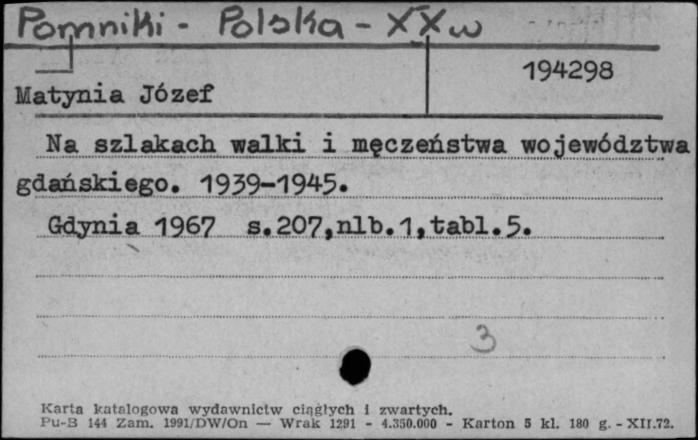 Pomniki - Polska - XX w
194298
Matynia Józef
Na szlakach walki i męczeństwa województwa
gdańskiego. 1939-1945.
Gdynia 1967 s.207,nlb.1,tabl.5.
3
Karta katalogowa wydawnictw ciągłych i zwartych.
Pu-B 144 Zam. 1991/DW/On — Wrak 1291 - 4.350.000 - Karton 5 kl. 180 g. - XII.72.